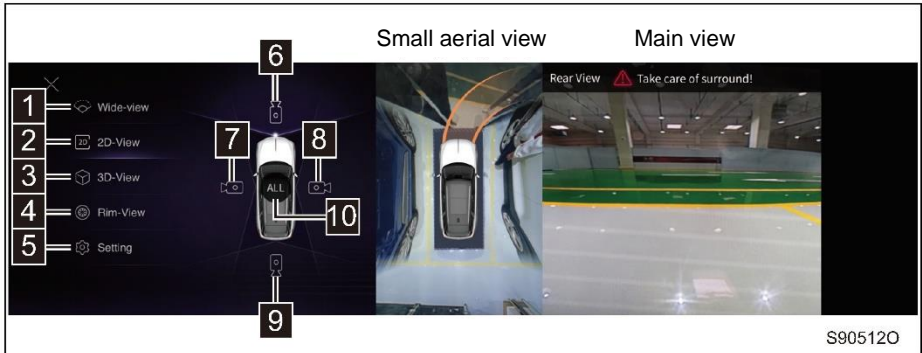 Small aerial view Main view
6
Rear View Take care of surround!
1 Wide-view
2 2D 2D-View
7 8
3 3D-View
ALL
4 Rim-View
10
5 Setting
9
S90512O